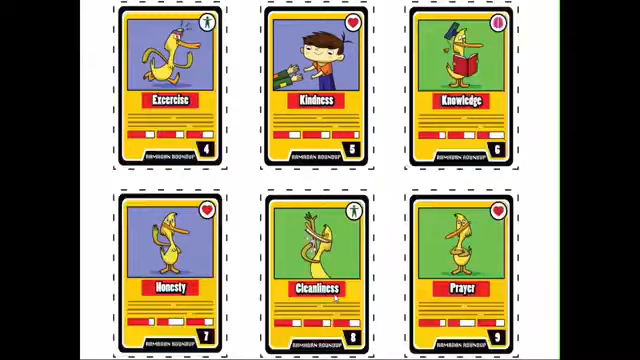 Excercise
Kindness
Knowledge
RAMADAN ROUNDUP
4
RAMADAN ROUNDUP
5
RAMADAN ROUNDUP
6
Honesty
Cleanliness
Prayer
RAMADAN ROUNDUP
7
RAMADAN ROUNDUP
8
RAMADAN ROUNDUP
9